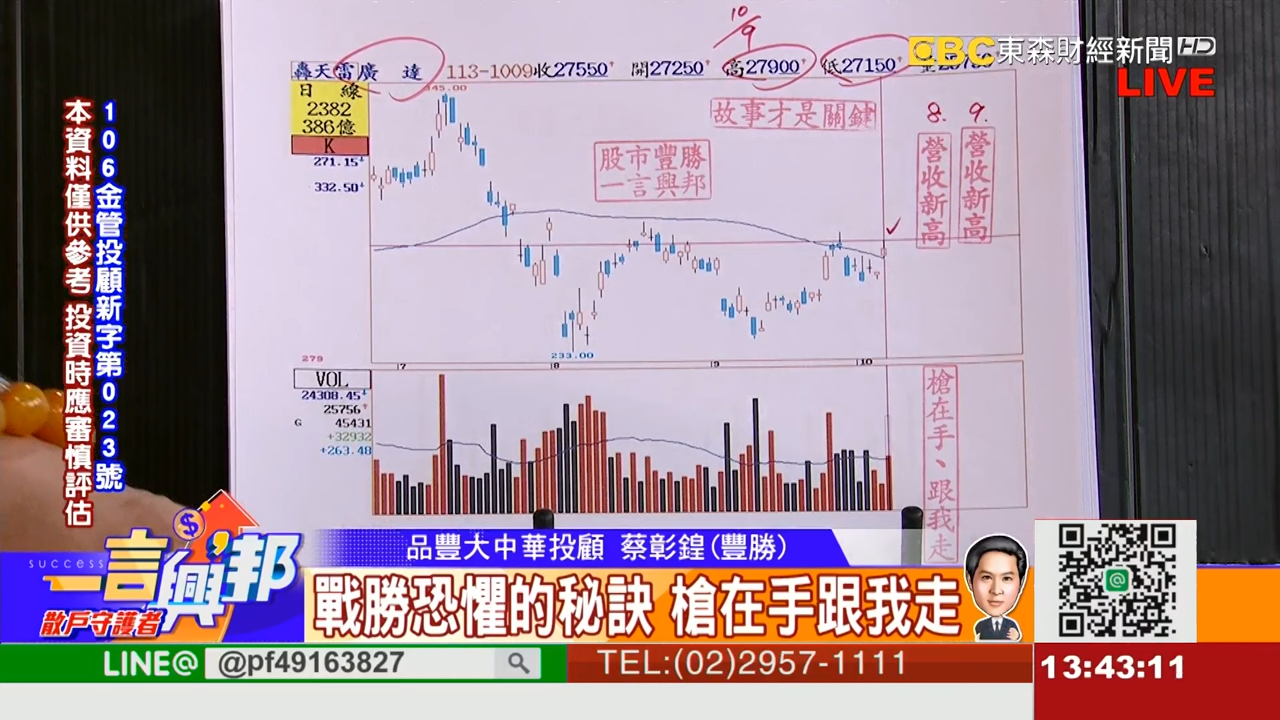 10/9
EBC 東森財經新聞 HD
LIVE
轟天雷廣 達 113-1009收27550 開27250 高27900 低27150
日 線
2382
386億
K
271.15
332.50
345.00
故事才是關鍵
股市豐勝
一言興邦
8.
營收新高
9.
營收新高
233.00
279
7
8
9
10
VOL
24308.45
25756
G 45431
+32932
+263.48
槍在手、跟我走
106金管投顧新字第023號
本資料僅供參考 投資時應審慎評估
$
success
一言興邦
散戶守護者
品豐大中華投顧 蔡彰鍠(豐勝)
戰勝恐懼的秘訣 槍在手跟我走
LINE@ @pf49163827
TEL:(02)2957-1111
13:43:11